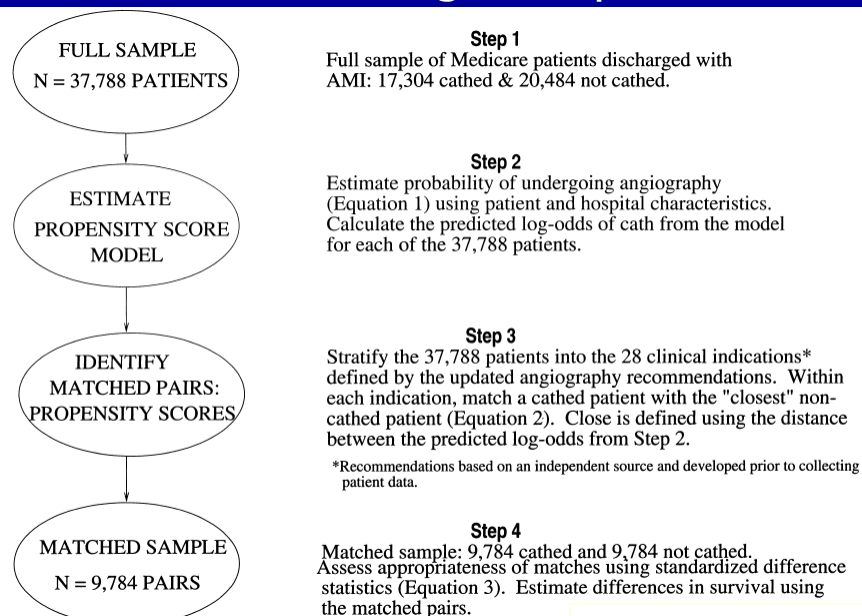 FULL SAMPLE
N = 37,788 PATIENTS
Step 1
Full sample of Medicare patients discharged with
AMI: 17,304 cathed & 20,484 not cathed.
ESTIMATE
PROPENSITY SCORE
MODEL
Step 2
Estimate probability of undergoing angiography
(Equation 1) using patient and hospital characteristics.
Calculate the predicted log-odds of cath from the model
for each of the 37,788 patients.
IDENTIFY
MATCHED PAIRS:
PROPENSITY SCORES
Step 3
Stratify the 37,788 patients into the 28 clinical indications*
defined by the updated angiography recommendations. Within
each indication, match a cathed patient with the "closest" non-
cathed patient (Equation 2). Close is defined using the distance
between the predicted log-odds from Step 2.
*Recommendations based on an independent source and developed prior to collecting
patient data.
MATCHED SAMPLE
N = 9,784 PAIRS
Step 4
Matched sample: 9,784 cathed and 9,784 not cathed.
Assess appropriateness of matches using standardized difference
statistics (Equation 3). Estimate differences in survival using
the matched pairs.